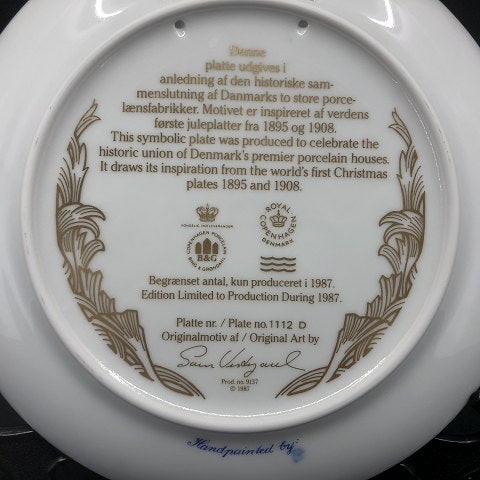 Denne
platte udgives i
anledning af den historiske sam-
menslutning af Danmarks to store porce-
lænsfabrikker. Motivet er inspireret af verdens
første juleplatter fra 1895 og 1908.
This symbolic plate was produced to celebrate the
historic union of Denmark's premier porcelain houses.
It draws its inspiration from the world's first Christmas
plates 1895 and 1908.
ROYAL COPENHAGEN
DENMARK
COPENHAGEN PORCELAIN
B&G
BING & GRØNDAHL
Begrænset antal, kun produceret i 1987.
Edition Limited to Production During 1987.
Platte nr. / Plate no. 1112 D
Originalmotiv af / Original Art by
Prod. no. 9137
© 1987
Handpainted by: